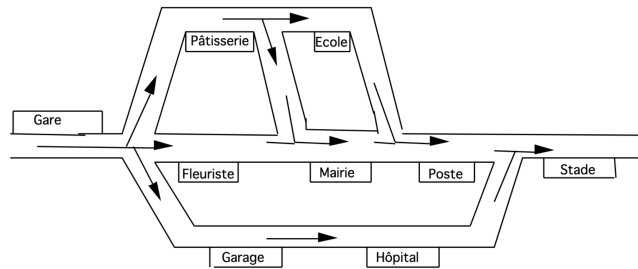 Pâtisserie
Ecole
Gare
Fleuriste
Mairie
Poste
Stade
Garage
Hôpital